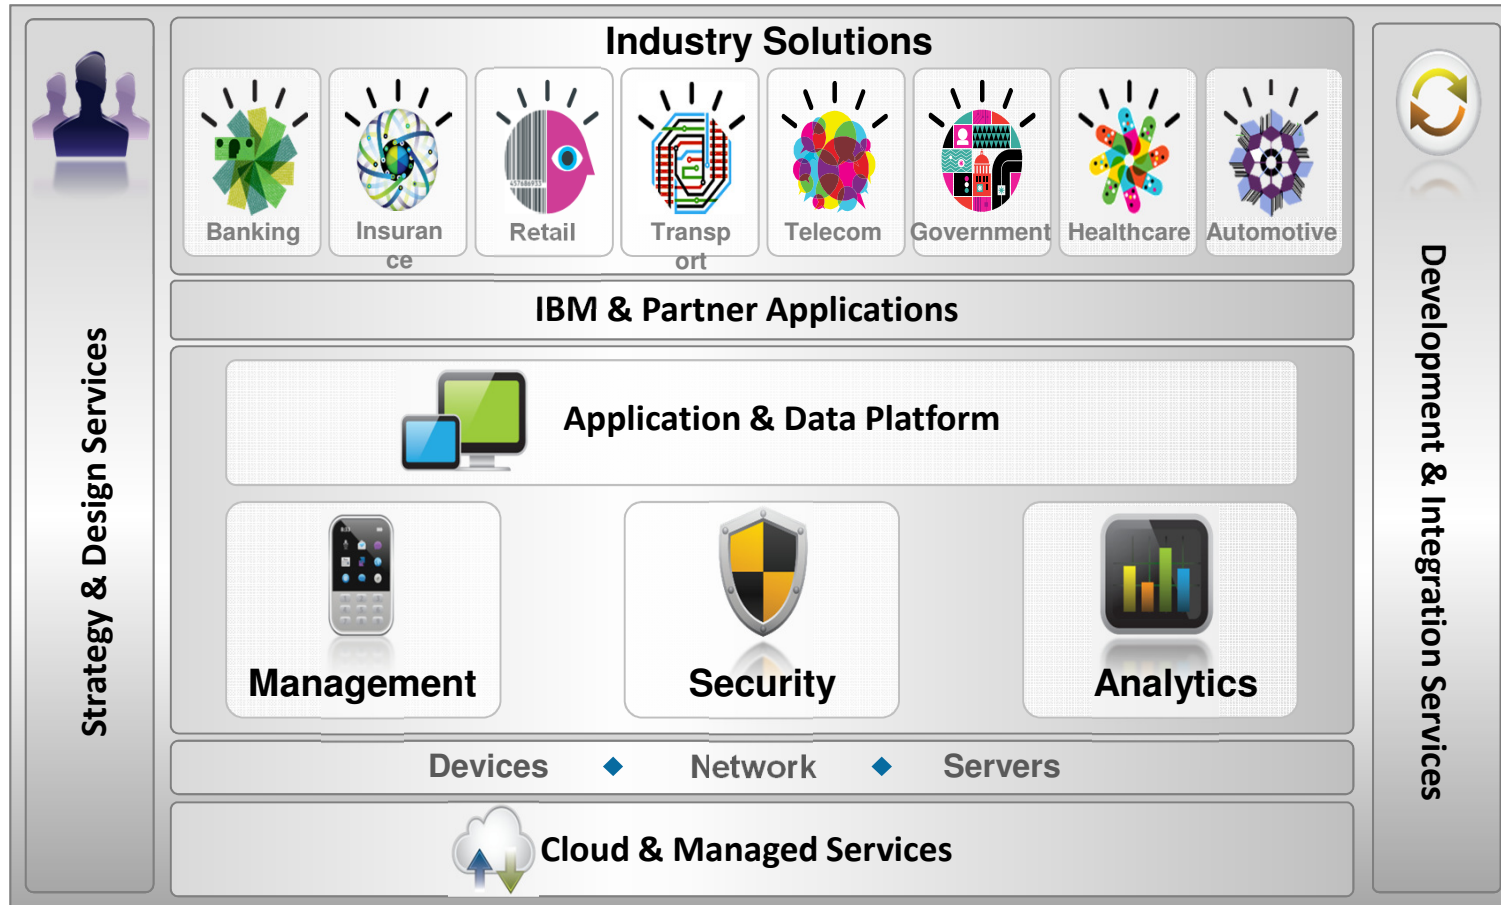 Industry Solutions
Banking
Insuran
ce
Retail
Transp
ort
Telecom
Government
Healthcare
Automotive
IBM & Partner Applications
Application & Data Platform
Management
Security
Analytics
Devices ◆ Network ◆ Servers
Cloud & Managed Services
Strategy & Design Services
Development & Integration Services